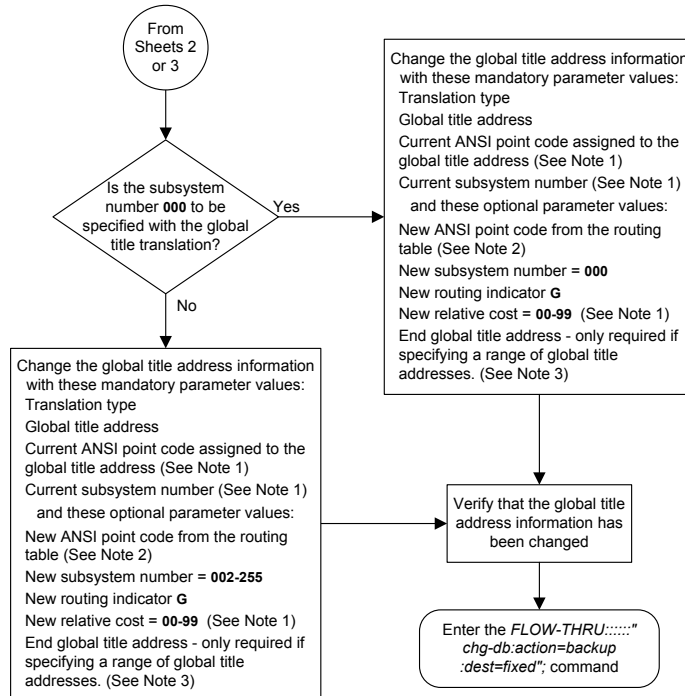 From
Sheets 2
or 3
Is the subsystem
number 000 to be
specified with the global
title translation?
Yes
No
Change the global title address information
with these mandatory parameter values:
Translation type
Global title address
Current ANSI point code assigned to the
global title address (See Note 1)
Current subsystem number (See Note 1)
and these optional parameter values:
New ANSI point code from the routing
table (See Note 2)
New subsystem number = 000
New routing indicator G
New relative cost = 00-99 (See Note 1)
End global title address - only required if
specifying a range of global title
addresses. (See Note 3)
Change the global title address information
with these mandatory parameter values:
Translation type
Global title address
Current ANSI point code assigned to the
global title address (See Note 1)
Current subsystem number (See Note 1)
and these optional parameter values:
New ANSI point code from the routing
table (See Note 2)
New subsystem number = 002-255
New routing indicator G
New relative cost = 00-99 (See Note 1)
End global title address - only required if
specifying a range of global title
addresses. (See Note 3)
Verify that the global title
address information has
been changed
Enter the FLOW-THRU::::::"
chg-db:action=backup
:dest=fixed"; command